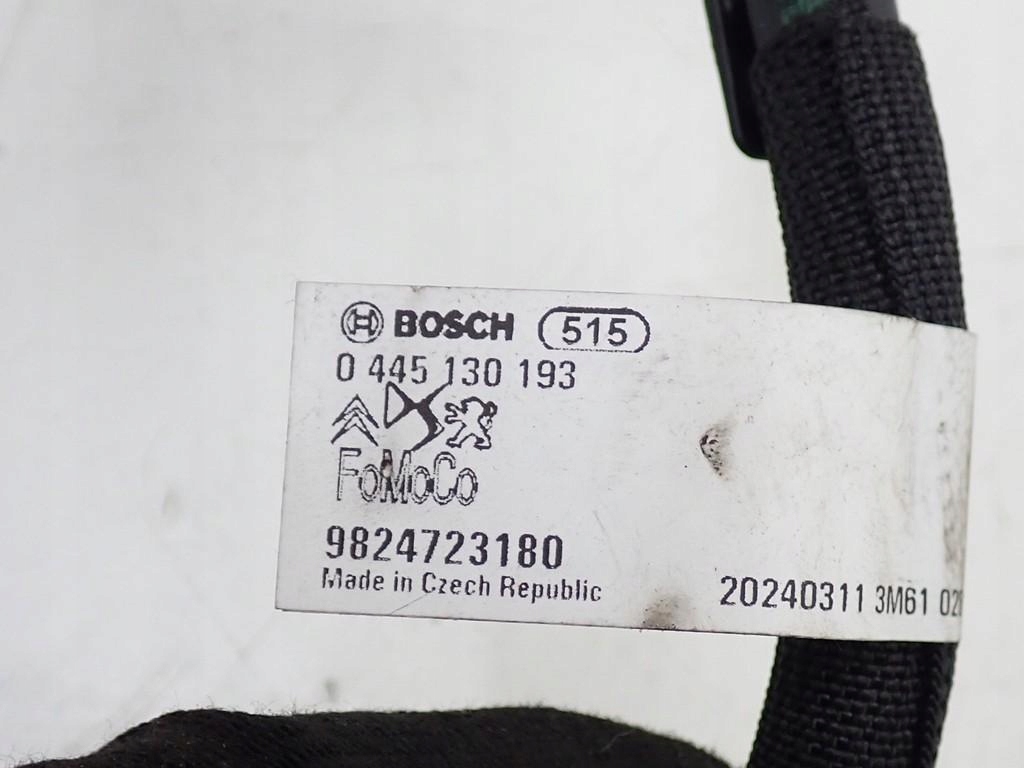 BOSCH 515
0 445 130 193
FoMoCo
9824723180
Made in Czech Republic
20240311 3M61